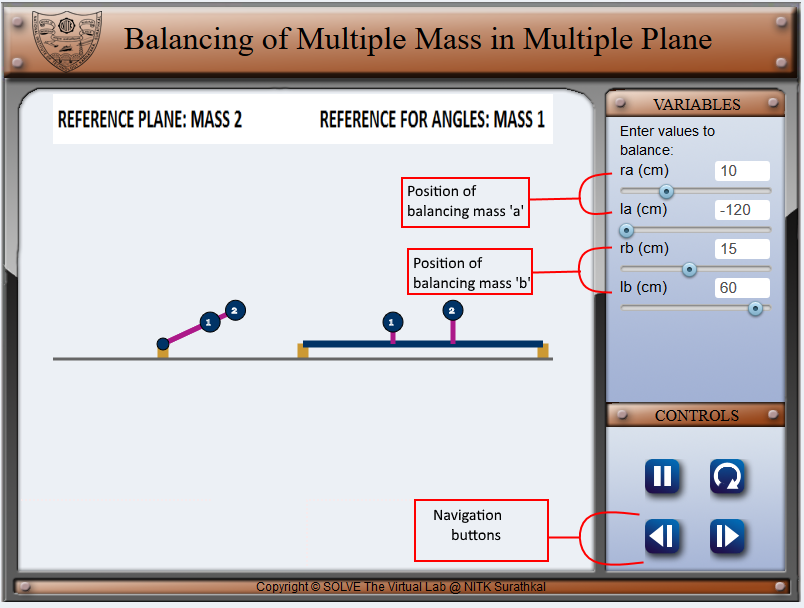 Balancing of Multiple Mass in Multiple Plane
REFERENCE PLANE: MASS 2
REFERENCE FOR ANGLES: MASS 1
VARIABLES
Enter values to
balance:
ra (cm) 10
la (cm) -120
rb (cm) 15
lb (cm) 60
Position of
balancing mass 'a'
Position of
balancing mass 'b'
1 2
1 2
CONTROLS
Navigation
buttons
Copyright © SOLVE The Virtual Lab @ NITK Surathkal